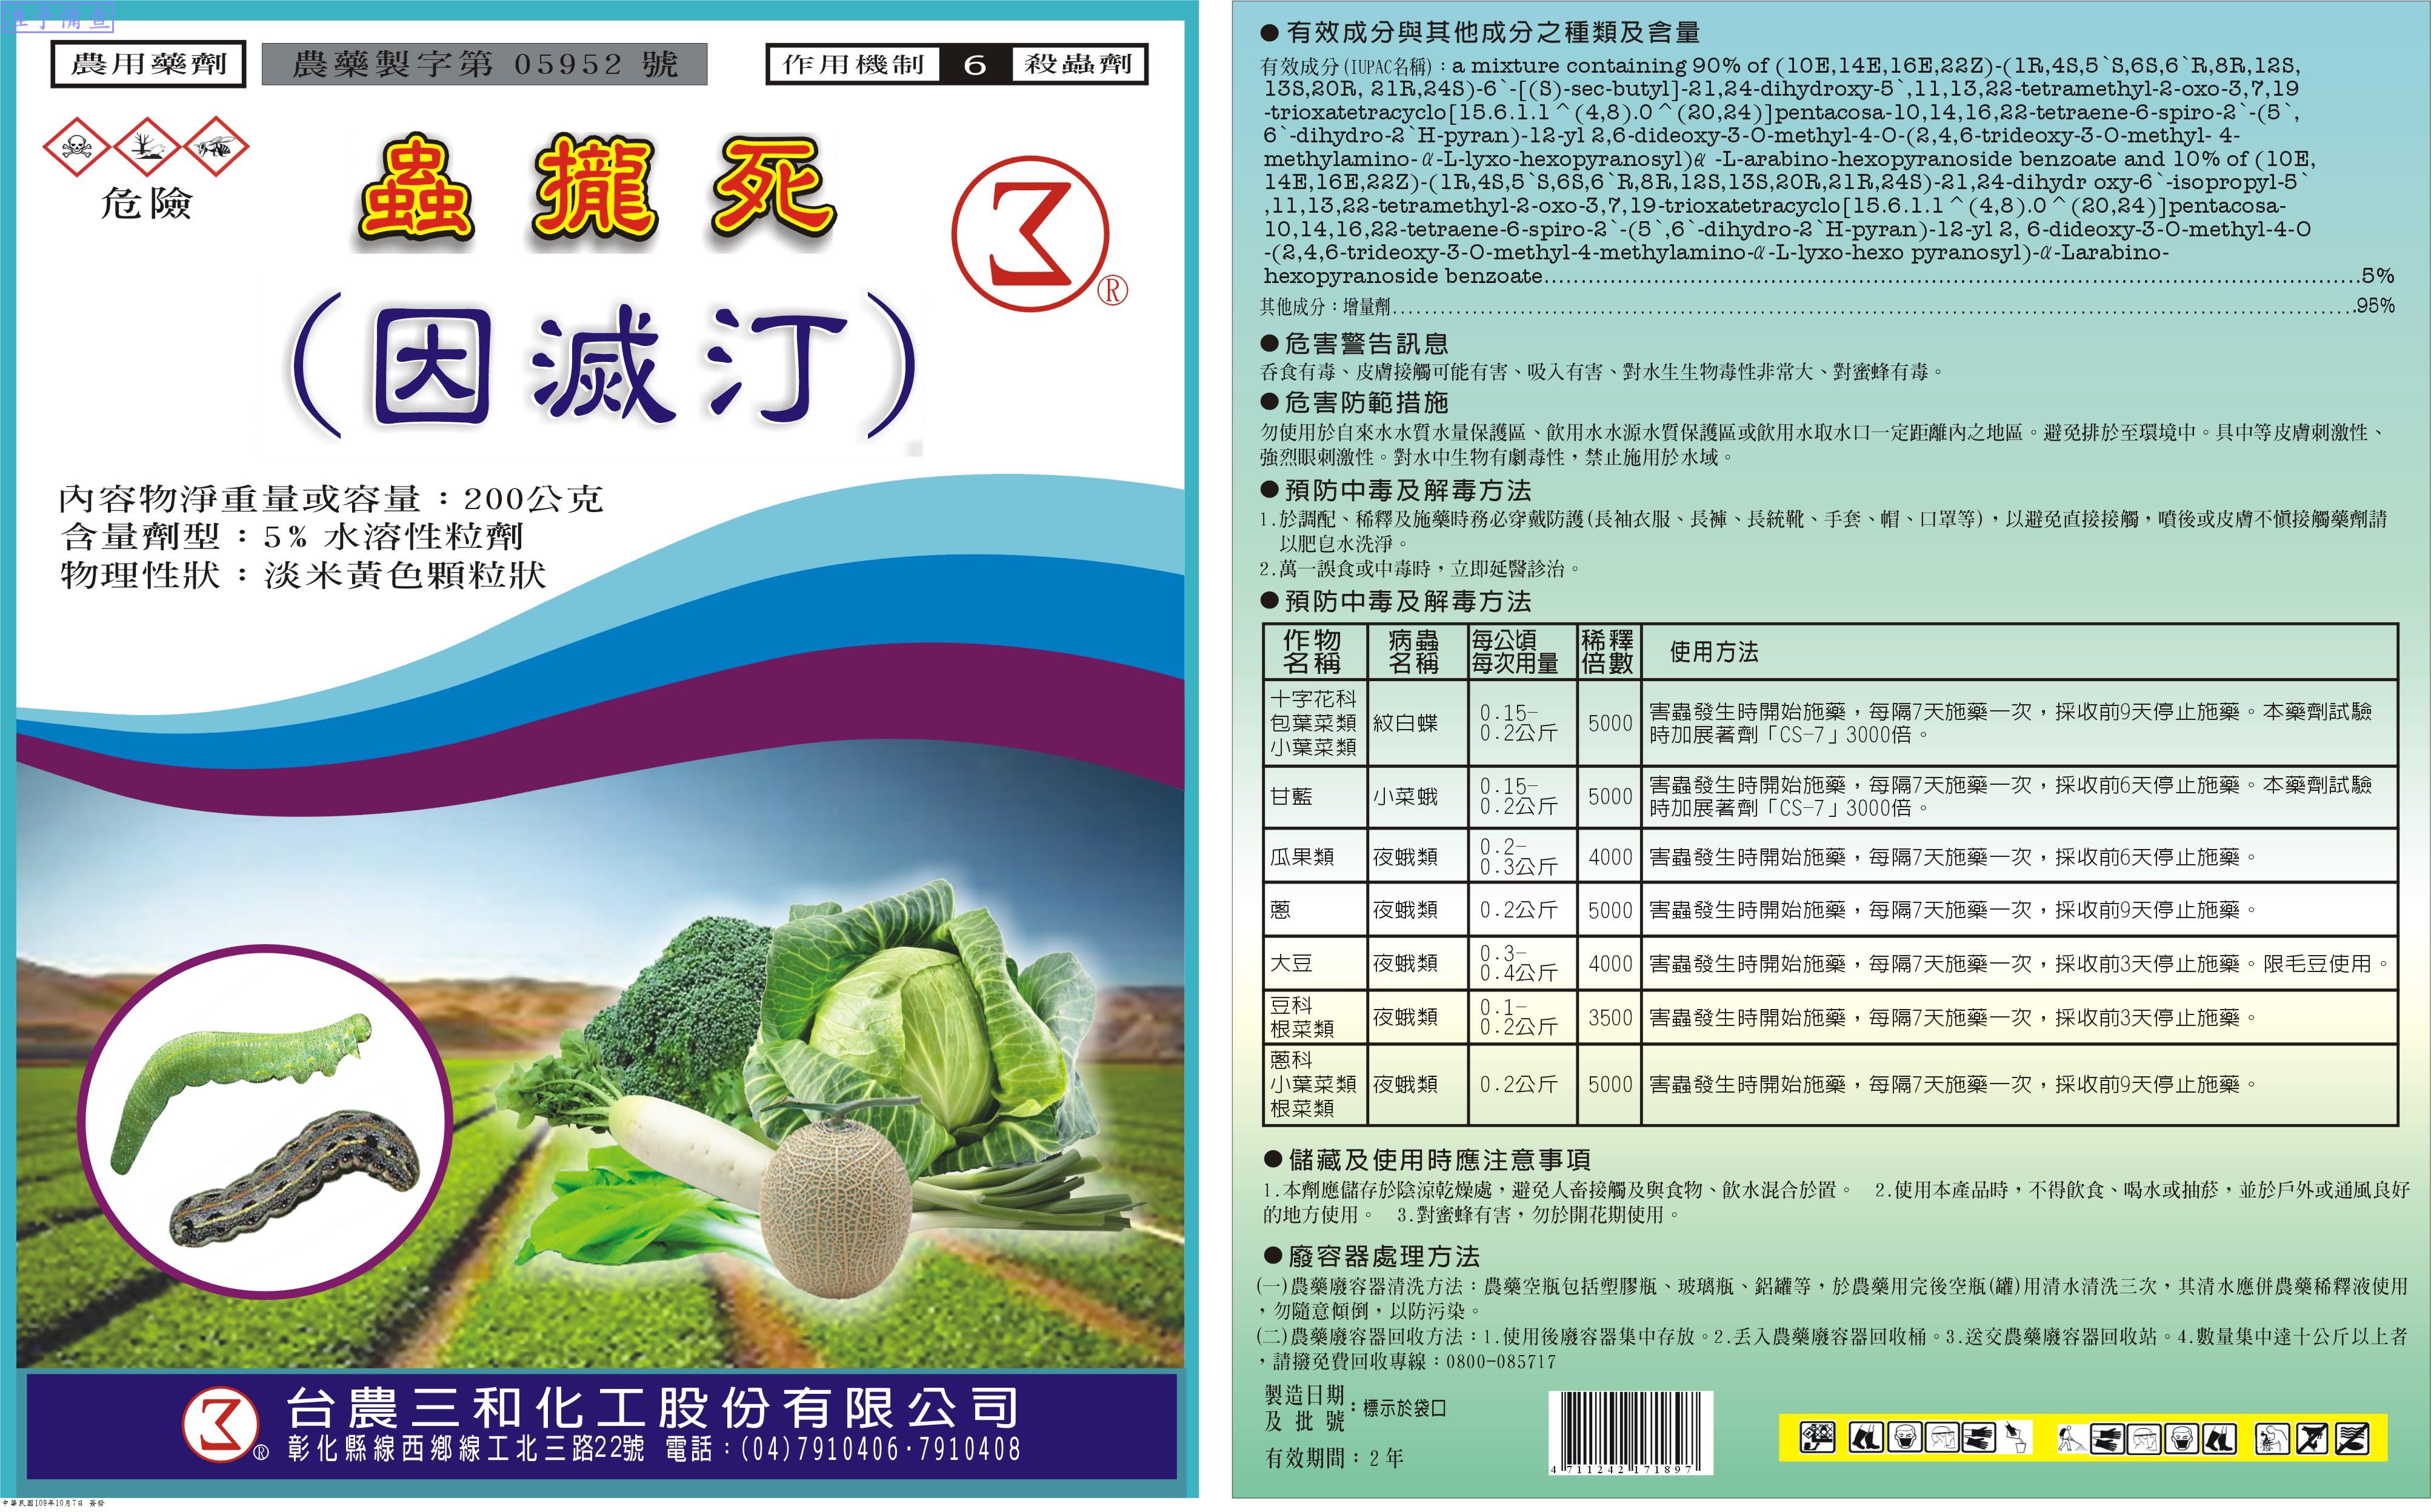 准予備查
農用藥劑
農藥製字第 05952 號
作用機制 6 殺蟲劑
危險
蟲攏死
(因滅汀)
®
內容物淨重量或容量：200公克
含量劑型：5% 水溶性粒劑
物理性狀：淡米黃色顆粒狀
® 台農三和化工股份有限公司
彰化縣線西鄉線工北三路22號 電話：(04)7910406·7910408
中華民國109年10月7日 簽發
●有效成分與其他成分之種類及含量
有效成分(IUPAC名稱)：a mixture containing 90% of (10E,14E,16E,22Z)-(1R,4S,5`S,6S,6`R,8R,12S,
13S,20R, 21R,24S)-6`-[(S)-sec-butyl]-21,24-dihydroxy-5`,11,13,22-tetramethyl-2-oxo-3,7,19
-trioxatetracyclo[15.6.1.1^(4,8).0^(20,24)]pentacosa-10,14,16,22-tetraene-6-spiro-2`-(5`,
6`-dihydro-2`H-pyran)-12-yl 2,6-dideoxy-3-O-methyl-4-O-(2,4,6-trideoxy-3-O-methyl- 4-
methylamino-α-L-lyxo-hexopyranosyl)α -L-arabino-hexopyranoside benzoate and 10% of (10E,
14E,16E,22Z)-(1R,4S,5`S,6S,6`R,8R,12S,13S,20R,21R,24S)-21,24-dihydr oxy-6`-isopropyl-5`
,11,13,22-tetramethyl-2-oxo-3,7,19-trioxatetracyclo[15.6.1.1^(4,8).0^(20,24)]pentacosa-
10,14,16,22-tetraene-6-spiro-2`-(5`,6`-dihydro-2`H-pyran)-12-yl 2, 6-dideoxy-3-O-methyl-4-O
-(2,4,6-trideoxy-3-O-methyl-4-methylamino-α-L-lyxo-hexo pyranosyl)-α-Larabino-
hexopyranoside benzoate....................5%
其他成分：增量劑....................95%
●危害警告訊息
吞食有毒、皮膚接觸可能有害、吸入有害、對水生生物毒性非常大、對蜜蜂有毒。
●危害防範措施
勿使用於自來水水質水量保護區、飲用水水源水質保護區或飲用水取水口一定距離內之地區。避免排放至環境中。具中等皮膚刺激性、
強烈眼刺激性。對水中生物有劇毒性，禁止施用於水域。
●預防中毒及解毒方法
1.於調配、稀釋及施藥時務必穿戴防護(長袖衣服、長褲、長統靴、手套、帽、口罩等)，以避免直接接觸，噴後或皮膚不慎接觸藥劑請
以肥皂水洗淨。
2.萬一誤食或中毒時，立即延醫診治。
●預防中毒及解毒方法
作物名稱 病蟲名稱 每公頃每次用量 稀釋倍數 使用方法
十字花科包葉菜類小葉菜類 紋白蝶 0.15-0.2公斤 5000 害蟲發生時開始施藥，每隔7天施藥一次，採收前9天停止施藥。本藥劑試驗
時加展著劑「CS-7」3000倍。
甘藍 小菜蛾 0.15-0.2公斤 5000 害蟲發生時開始施藥，每隔7天施藥一次，採收前6天停止施藥。本藥劑試驗
時加展著劑「CS-7」3000倍。
瓜果類 夜蛾類 0.2-0.3公斤 4000 害蟲發生時開始施藥，每隔7天施藥一次，採收前6天停止施藥。
蔥 夜蛾類 0.2公斤 5000 害蟲發生時開始施藥，每隔7天施藥一次，採收前9天停止施藥。
大豆 夜蛾類 0.3-0.4公斤 4000 害蟲發生時開始施藥，每隔7天施藥一次，採收前3天停止施藥。限毛豆使用。
豆科根菜類 夜蛾類 0.1-0.2公斤 3500 害蟲發生時開始施藥，每隔7天施藥一次，採收前3天停止施藥。
蔥科小葉菜類根菜類 夜蛾類 0.2公斤 5000 害蟲發生時開始施藥，每隔7天施藥一次，採收前9天停止施藥。
●儲藏及使用時應注意事項
1.本劑應儲存於陰涼乾燥處，避免人畜接觸及與食物、飲水混合於置。 2.使用本產品時，不得飲食、喝水或抽菸，並於戶外或通風良好
的地方使用。 3.對蜜蜂有害，勿於開花期使用。
●廢容器處理方法
(一)農藥廢容器清洗方法：農藥空瓶包括塑膠瓶、玻璃瓶、鋁罐等，於農藥用完後空瓶(罐)用清水清洗三次，其清水應併農藥稀釋液使用
，勿隨意傾倒，以防污染。
(二)農藥廢容器回收方法：1.使用後廢容器集中存放。2.丟入農藥廢容器回收桶。3.送交農藥廢容器回收站。4.數量集中達十公斤以上者
，請撥免費回收專線：0800-085717
製造日期及批號：標示於袋口
有效期間：2年
4 711242 171897